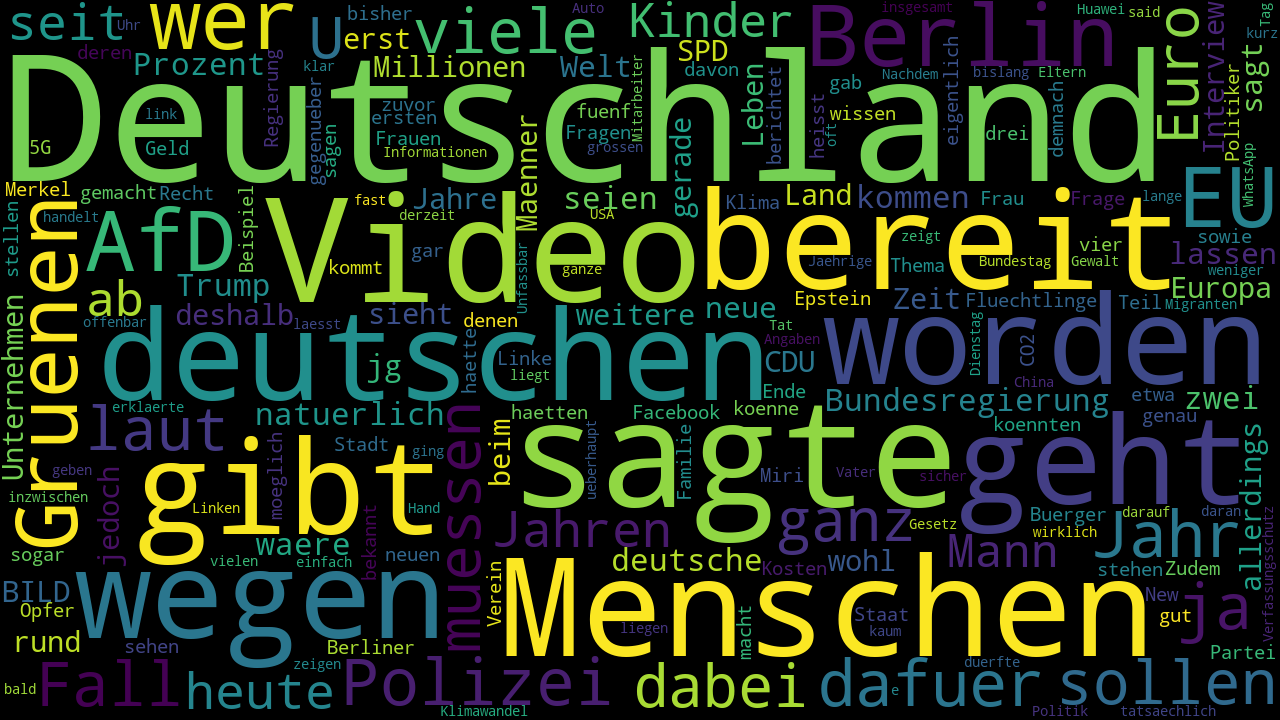 Deutschland
Video
bereit
Menschen
sagte
deutschen
worden
gibt
wegen
geht
Gruenen
Berlin
AfD
EU
wer
seit
viele
Kinder
U
erst
bisher
Uhr
deren
Prozent
klar
Millionen
SPD
Welt
davon
Auto
insgesamt
Huawei
said
Tag
kurz
Euro
Interview
sagt
Politiker
WhatsApp
demnach
eigentlich
bislang
Eltern
Nachdem
gab
wissen
drei
oft
heisst
berichtet
Leben
Mitarbeiter
fuenf
Fragen
grossen
gerade
zuvor
ersten
Frauen
Informationen
Maenner
gegenueber
sagen
Regierung
link
Geld
5G
Merkel
gemacht
Recht
handelt
stellen
Beispiel
fast
Jahre
derzeit
seien
USA
Klima
Land
kommen
Frau
Frage
lange
sowie
vier
zeigt
lassen
weniger
Bundestag
Gewalt
Jaehrige
Thema
kommt
gar
ganze
Unfassbar
Trump
ab
deshalb
laesst
sieht
denen
weitere
neue
Epstein
Zeit
Fluechtlinge
Teil
Migranten
Europa
offenbar
Unternehmen
jg
haette
Linke
liegt
Tat
Angaben
CDU
Dienstag
CO2
China
Ende
Bundesregierung
etwa
zwei
genau
koennten
erklaerte
laut
natuerlich
haetten
Facebook
koenne
Stadt
ging
muessen
beim
ueberhaupt
Familie
Miri
Vater
sicher
geben
moeglich
inzwischen
jedoch
Linken
Hand
Jahren
ganz
Gesetz
Buerger
darauf
daran
wirklich
Jahr
allerdings
sogar
waere
bekannt
neuen
vielen
einfach
deutsche
Kosten
wohl
Mann
stehen
Zudem
Verfassungsschutz
BILD
Opfer
rund
sehen
Berliner
Verein
liegen
macht
Staat
kaum
New
gut
ja
Partei
bald
Fall
heute
zeigen
Polizei
Klimawandel
dabei
dafuer
e
duerfte
sollen
Politik
tatsaechlich